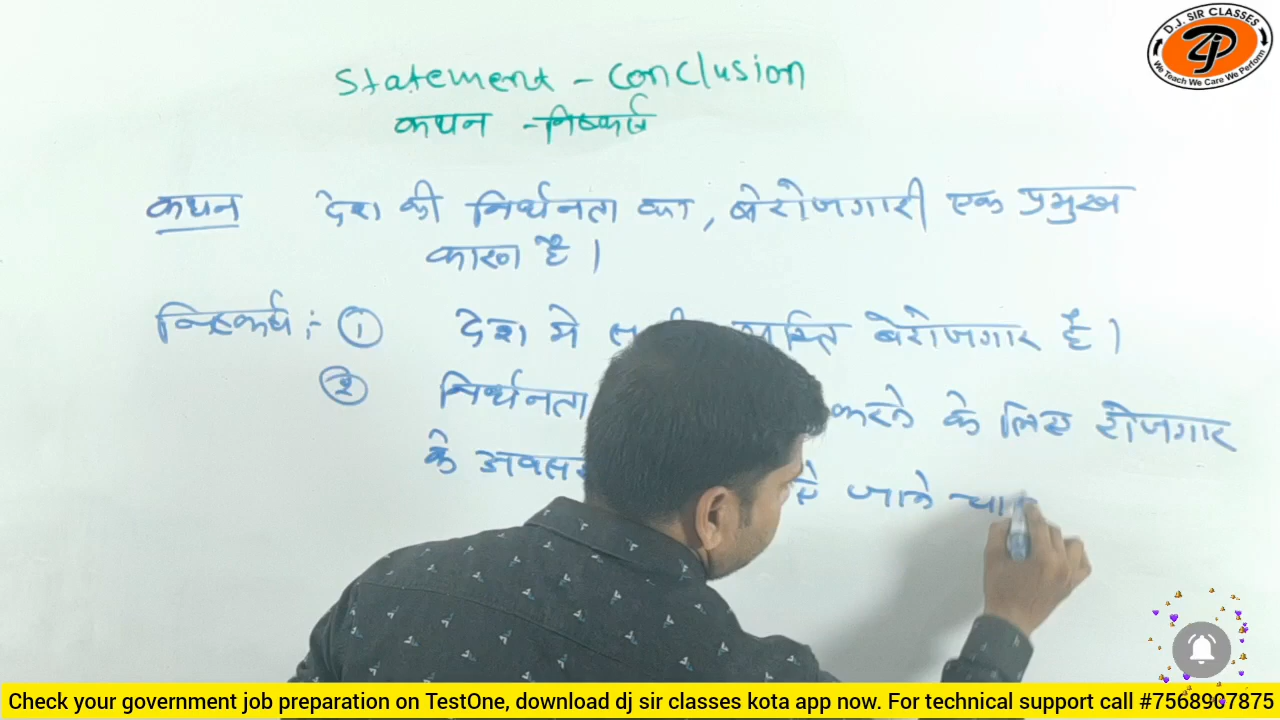 D.J. SIR CLASSES
We Teach We Care We Perform
Statement - Conclusion
कथन - निष्कर्ष
कथन देश की निर्धनता का, बेरोजगारी एक प्रमुख
कारण है।
निष्कर्ष :- ① देश मे बेरोजगार है।
② निर्धनता करने के लिए रोजगार
के जाने
Check your government job preparation on TestOne, download dj sir classes kota app now. For technical support call #7568907875